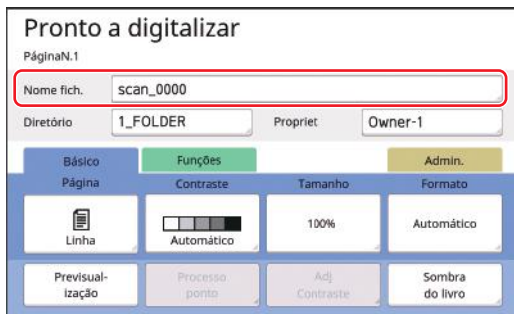 Pronto a digitalizar
PáginaN.1
Nome fich. scan_0000
Diretório 1_FOLDER Propriet Owner-1
Básico Funções Admin.
Página Contraste Tamanho Formato
Linha Automático 100% Automático
Previsual- Processo Adj Sombra
ização ponto Contraste do livro